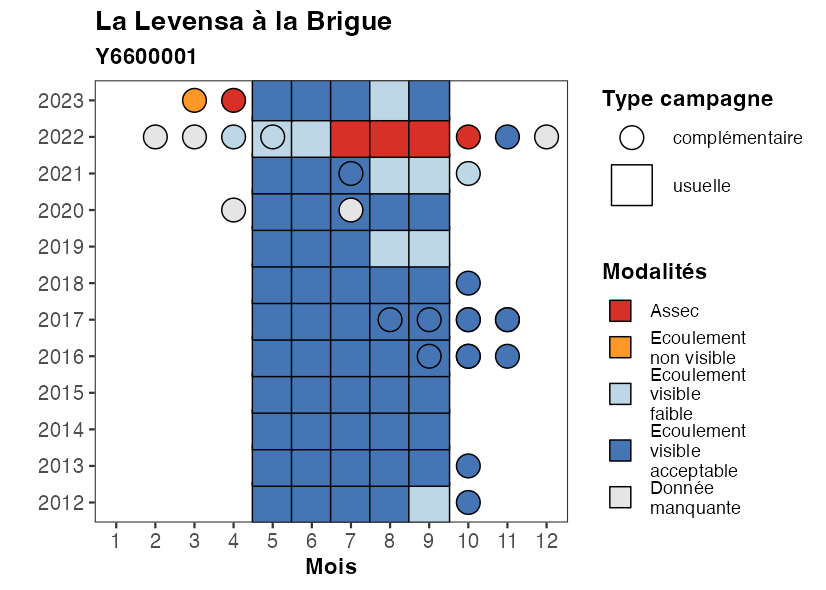 La Levensa à la Brigue
Y6600001
2023
2022
2021
2020
2019
2018
2017
2016
2015
2014
2013
2012
1 2 3 4 5 6 7 8 9 10 11 12
Mois
Type campagne
complémentaire
usuelle
Modalités
Assec
Ecoulement
non visible
Ecoulement
visible
faible
Ecoulement
visible
acceptable
Donnée
manquante